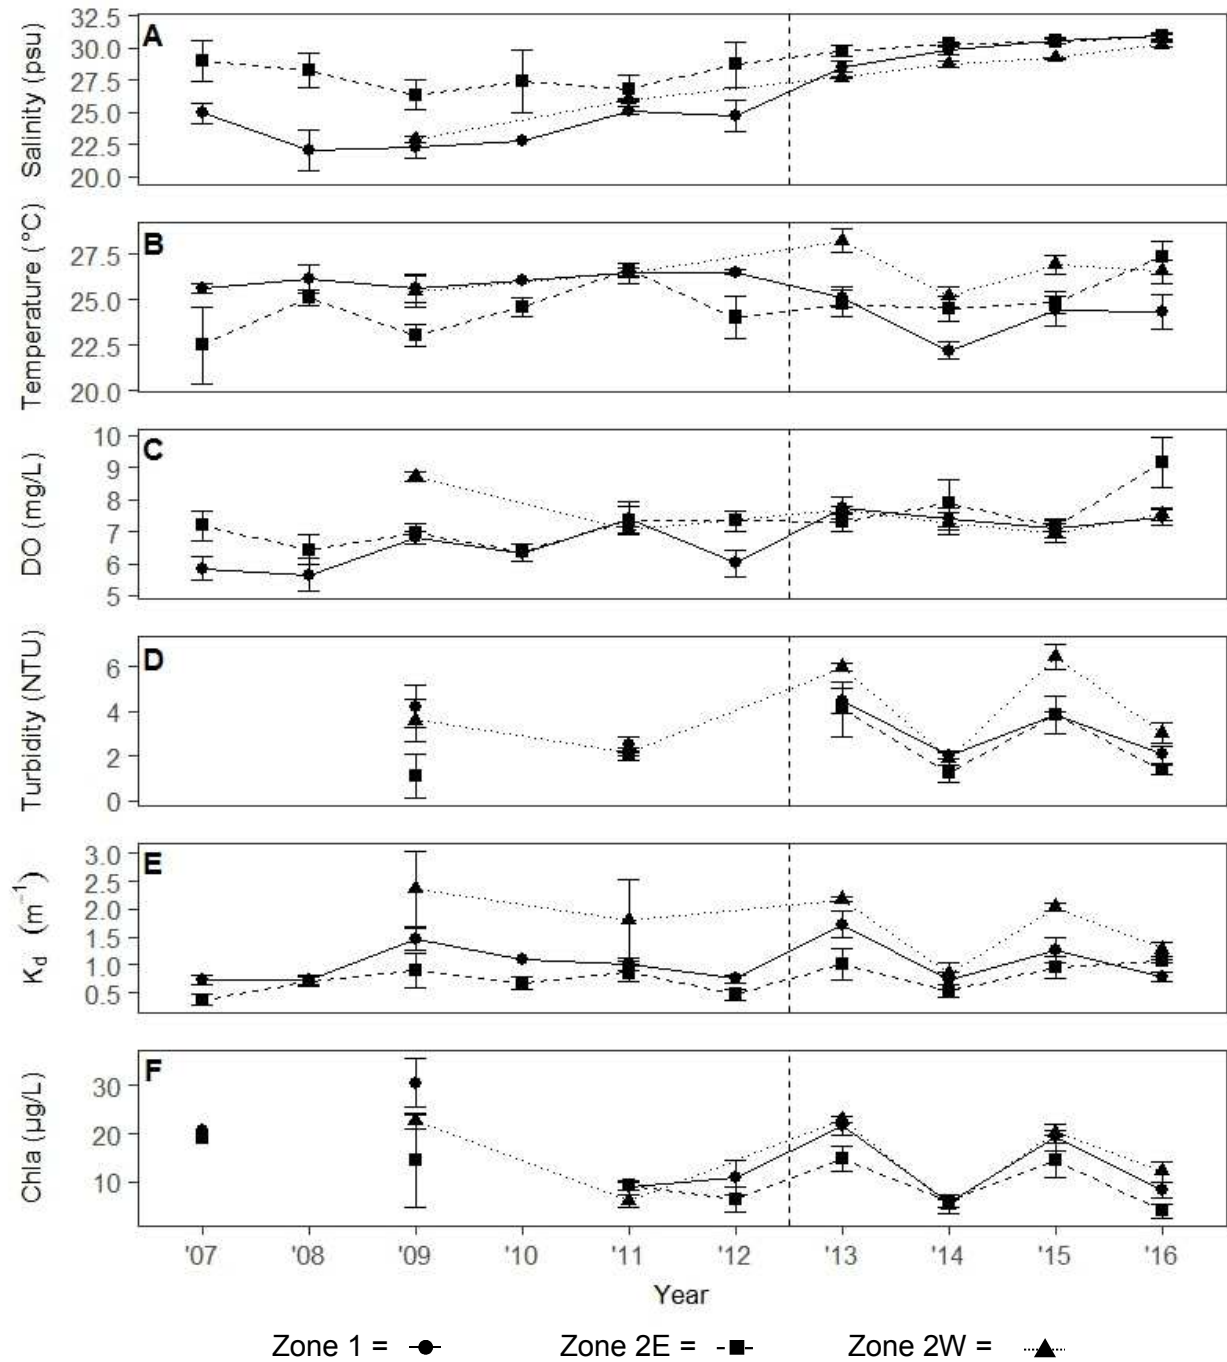 A
Salinity (psu)
32.5
30.0
27.5
25.0
22.5
20.0
B
Temperature (°C)
27.5
25.0
22.5
20.0
C
DO (mg/L)
10
9
8
7
6
5
D
Turbidity (NTU)
6
4
2
0
E
Kd (m⁻¹)
3.0
2.5
2.0
1.5
1.0
0.5
F
Chla (µg/L)
30
20
10
'07 '08 '09 '10 '11 '12 '13 '14 '15 '16
Year
Zone 1 = Zone 2E = Zone 2W =